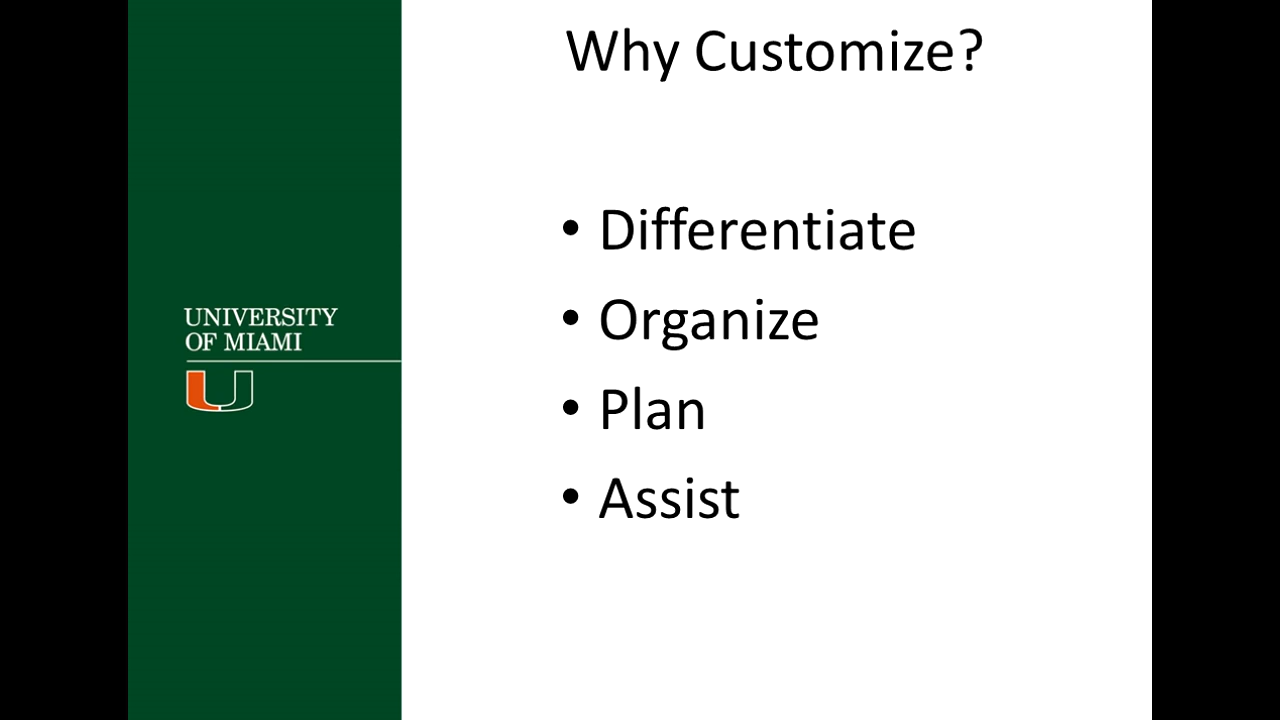 Why Customize?
UNIVERSITY
OF MIAMI
U
• Differentiate
• Organize
• Plan
• Assist